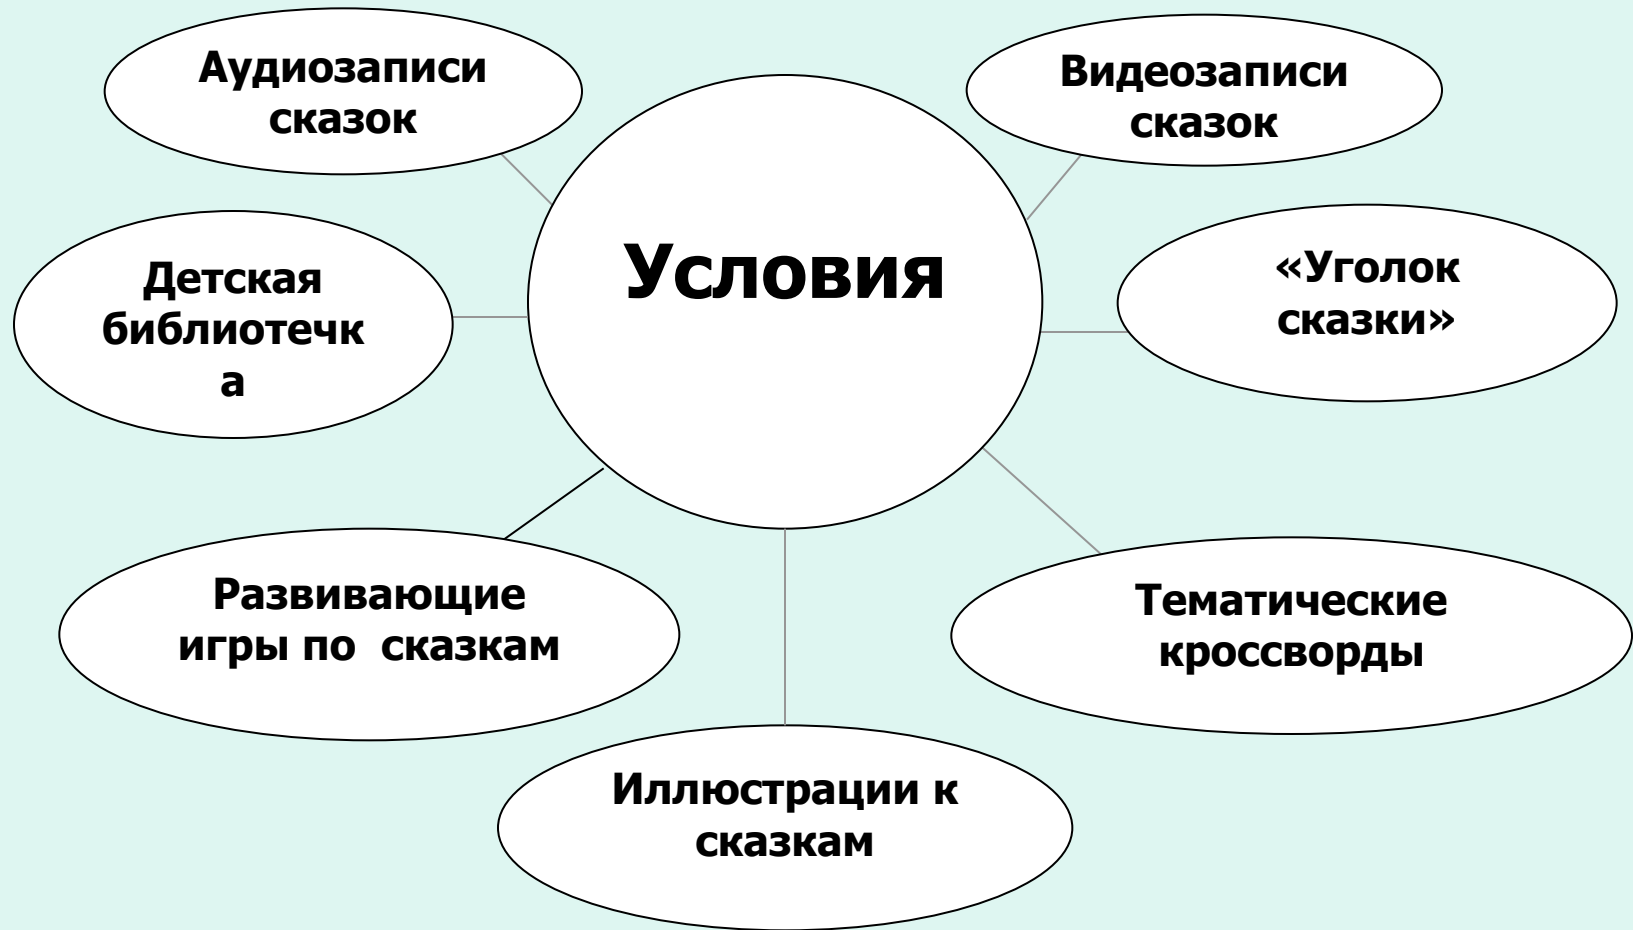 Аудиозаписи
сказок
Видеозаписи
сказок
Условия
Детская
библиотечк
а
«Уголок
сказки»
Развивающие
игры по  сказкам
Тематические
кроссворды
Иллюстрации к
сказкам